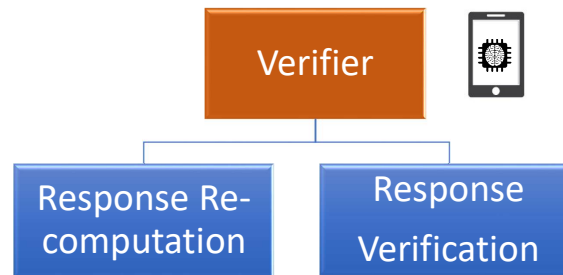 Verifier
Response Re-
computation
Response
Verification